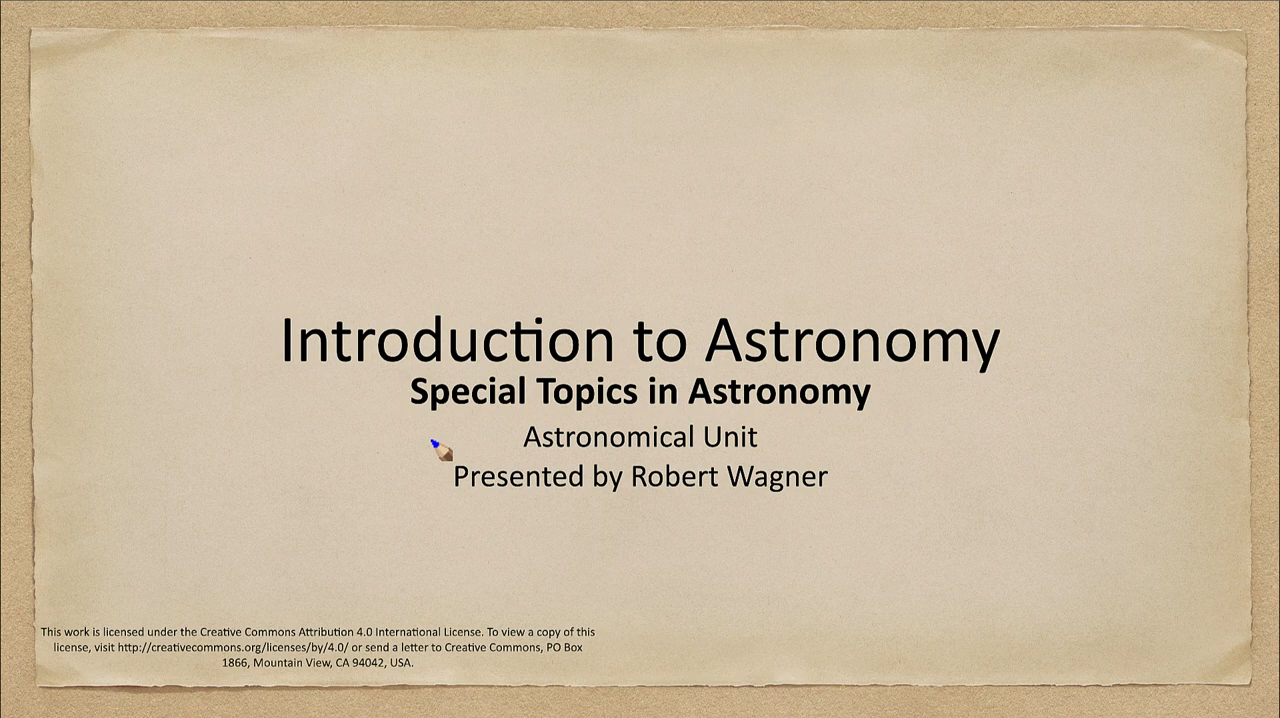 Introduction to Astronomy
Special Topics in Astronomy
Astronomical Unit
Presented by Robert Wagner
This work is licensed under the Creative Commons Attribution 4.0 International License. To view a copy of this
license, visit http://creativecommons.org/licenses/by/4.0/ or send a letter to Creative Commons, PO Box
1866, Mountain View, CA 94042, USA.